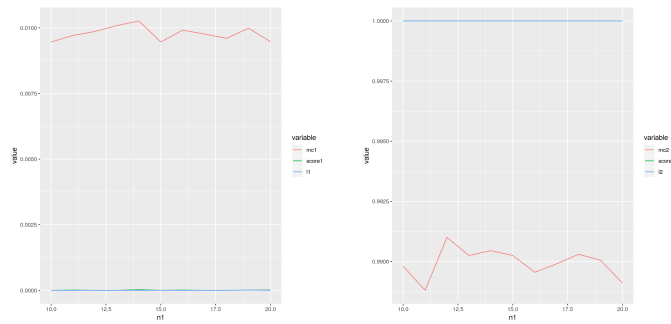 0.0100
0.0075
0.0050
0.0025
0.0000
value
10.0
12.5
15.0
17.5
20.0
n1
variable
mc1
score1
l1
1.0000
0.9975
0.9950
0.9925
0.9900
value
10.0
12.5
15.0
17.5
20.0
n1
variable
mc2
score
l2